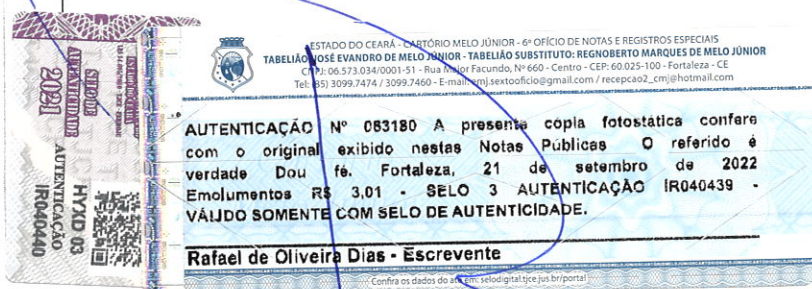 ESTADO DO CEARÁ - CARTÓRIO MELO JÚNIOR - 6º OFÍCIO DE NOTAS E REGISTROS ESPECIAIS
TABELIÃO JOSÉ EVANDRO DE MELO JÚNIOR - TABELIÃO SUBSTITUTO: REGNOBERTO MARQUES DE MELO JÚNIOR
CNPJ: 06.573.034/0001-51 - Rua Major Facundo, Nº 660 - Centro - CEP: 60.025-100 - Fortaleza - CE
Tel: (85) 3099.7474 / 3099.7460 - E-mail: cmj.sextooficio@gmail.com / recepcao2_cmj@hotmail.com
AUTENTICAÇÃO Nº 063180 A presente cópia fotostática confere
com o original exibido nestas Notas Públicas O referido é
verdade Dou fé. Fortaleza, 21 de setembro de 2022
Emolumentos R$ 3,01 - SELO 3 AUTENTICAÇÃO IR040439 -
VÁLIDO SOMENTE COM SELO DE AUTENTICIDADE.
Rafael de Oliveira Dias - Escrevente
Confira os dados do ato em: selodigital.tjce.jus.br/portal
SELO DE
AUTENTICIDADE
2021
HYXD 03
AUTENTICAÇÃO
IR040440